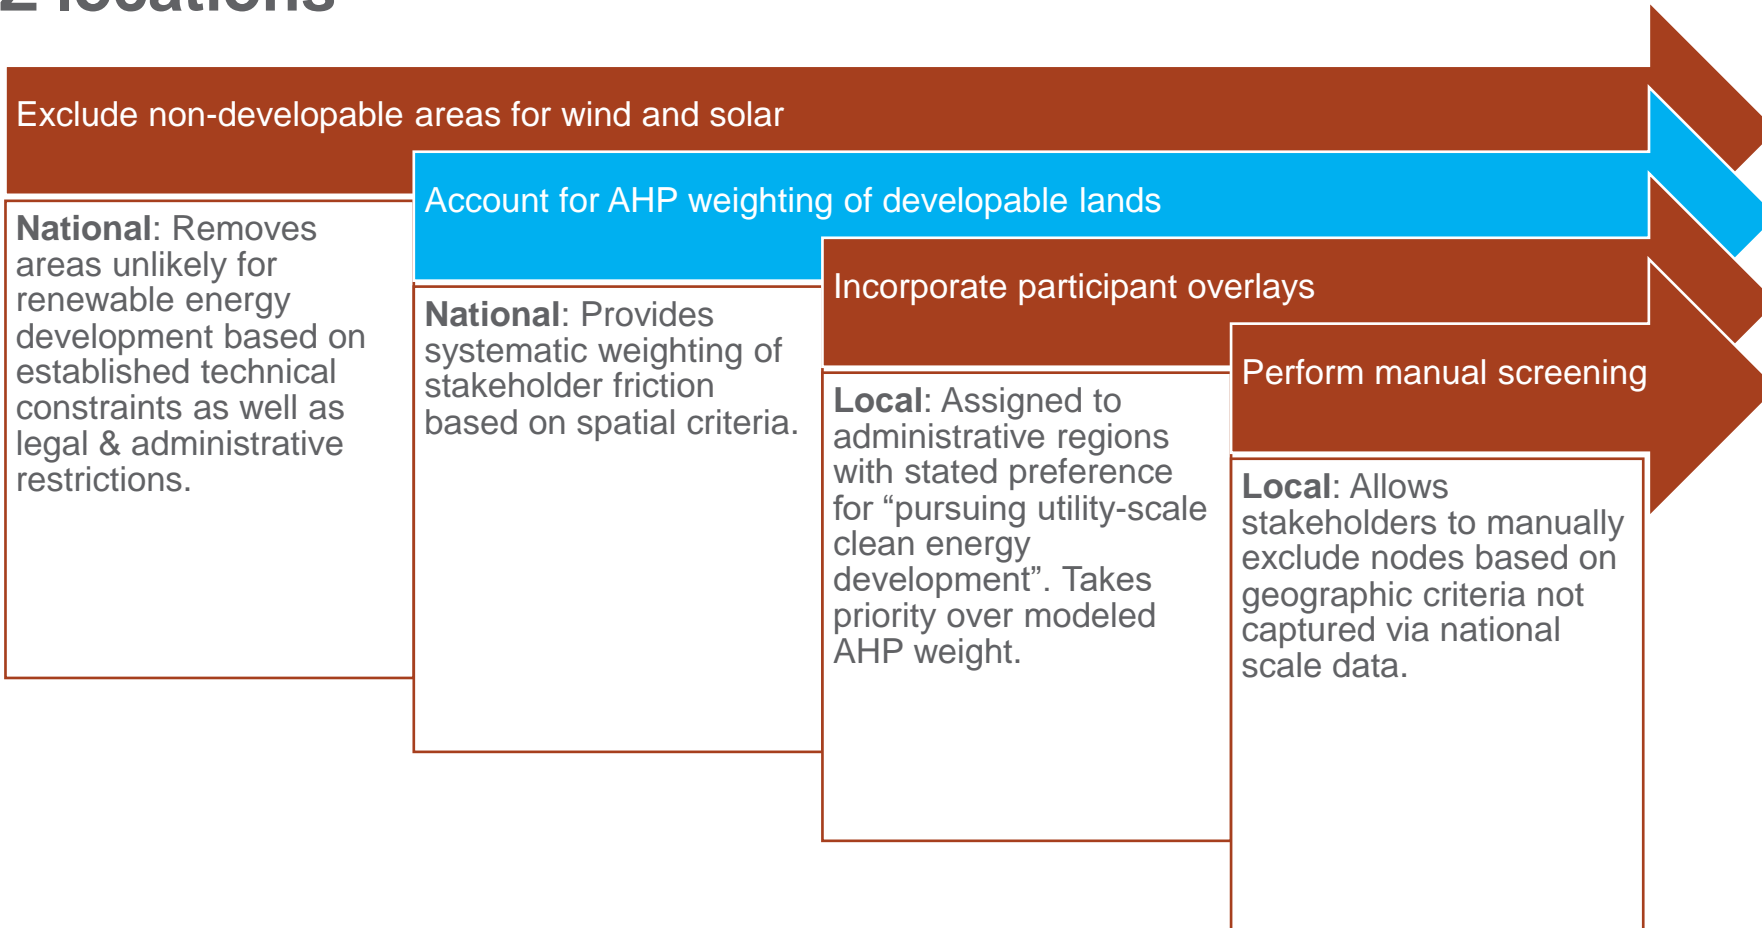 2 locations
Exclude non-developable areas for wind and solar
National: Removes
areas unlikely for
renewable energy
development based on
established technical
constraints as well as
legal & administrative
restrictions.
Account for AHP weighting of developable lands
National: Provides
systematic weighting of
stakeholder friction
based on spatial criteria.
Incorporate participant overlays
Local: Assigned to
administrative regions
with stated preference
for “pursuing utility-scale
clean energy
development”. Takes
priority over modeled
AHP weight.
Perform manual screening
Local: Allows
stakeholders to manually
exclude nodes based on
geographic criteria not
captured via national
scale data.